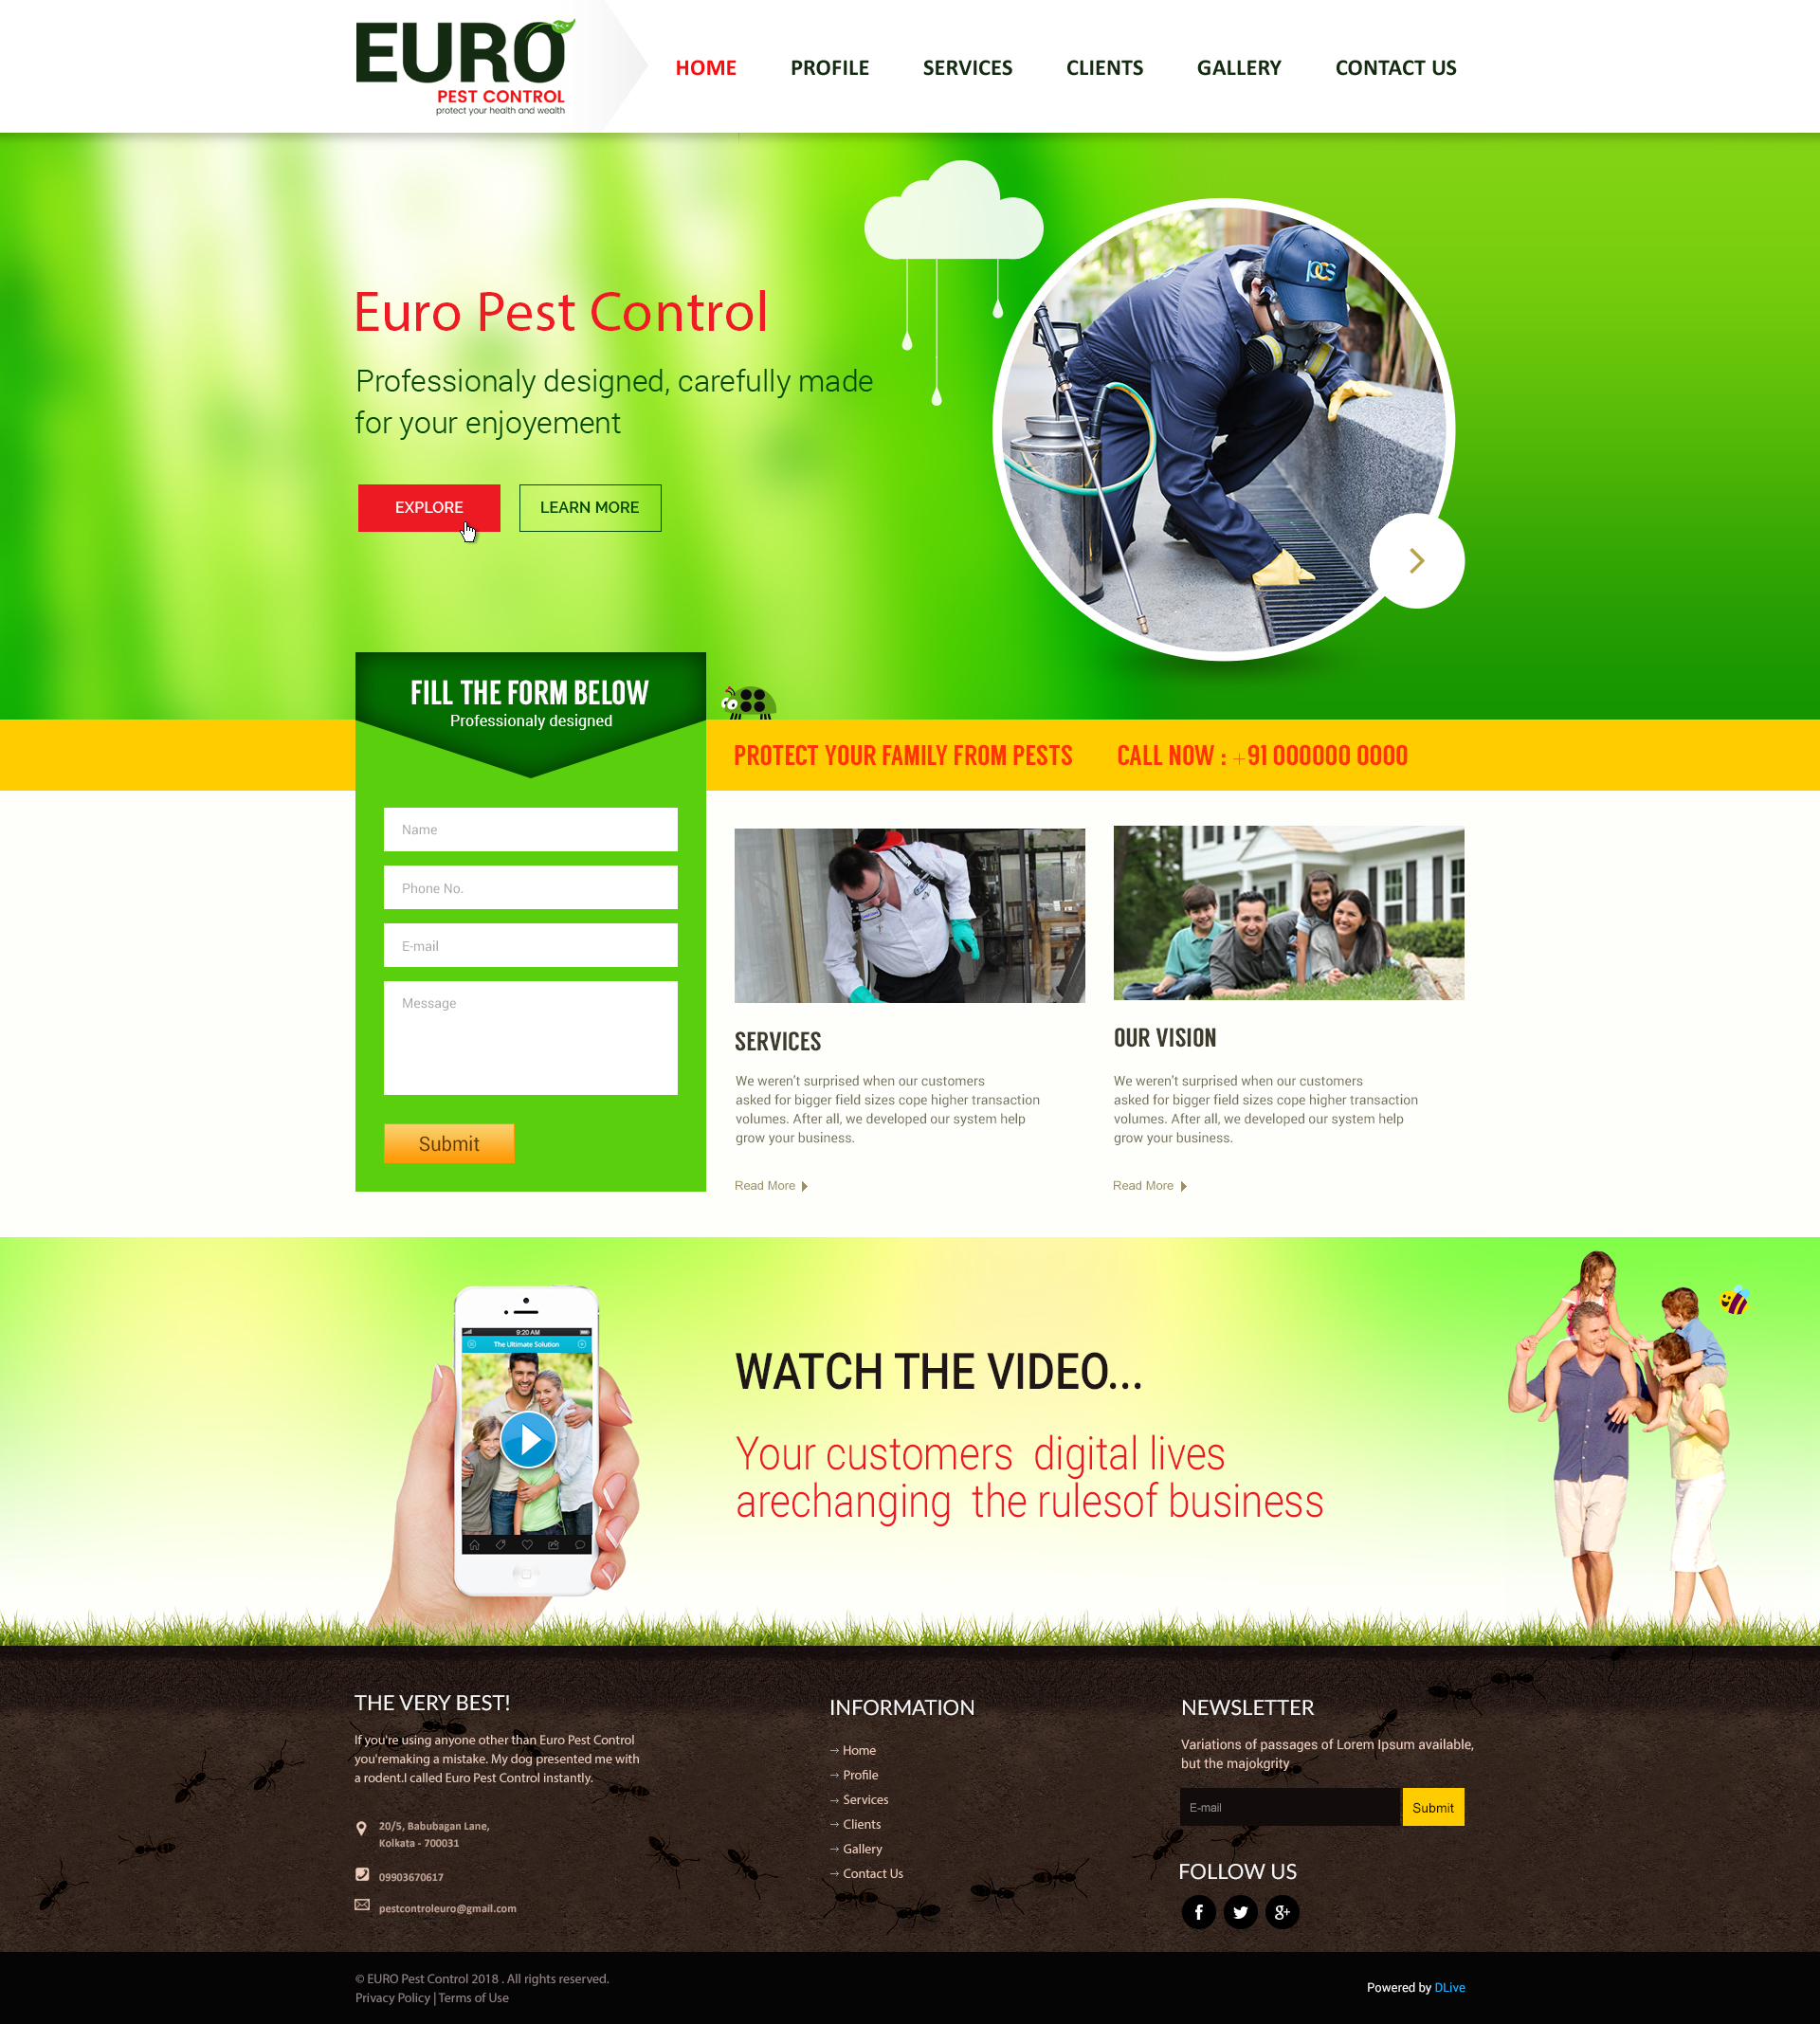 EURO
PEST CONTROL
protect your health and wealth
HOME
PROFILE
SERVICES
CLIENTS
GALLERY
CONTACT US
pcs
Euro Pest Control
Professionaly designed, carefully made
for your enjoyement
EXPLORE
LEARN MORE
FILL THE FORM BELOW
Professionaly designed
Name
Phone No.
E-mail
Message
Submit
PROTECT YOUR FAMILY FROM PESTS
CALL NOW : +91 000000 0000
SERVICES
We weren't surprised when our customers
asked for bigger field sizes cope higher transaction
volumes. After all, we developed our system help
grow your business.
Read More
OUR VISION
We weren't surprised when our customers
asked for bigger field sizes cope higher transaction
volumes. After all, we developed our system help
grow your business.
Read More
9:20 AM
The Ultimate Solution
WATCH THE VIDEO...
Your customers digital lives
arechanging the rulesof business
THE VERY BEST!
If you're using anyone other than Euro Pest Control
you'remaking a mistake. My dog presented me with
a rodent.I called Euro Pest Control instantly.
20/5, Babubagan Lane,
Kolkata - 700031
09903670617
pestcontroleuro@gmail.com
INFORMATION
Home
Profile
Services
Clients
Gallery
Contact Us
NEWSLETTER
Variations of passages of Lorem Ipsum available,
but the majokgrity
E-mail
Submit
FOLLOW US
© EURO Pest Control 2018 . All rights reserved.
Privacy Policy | Terms of Use
Powered by DLive